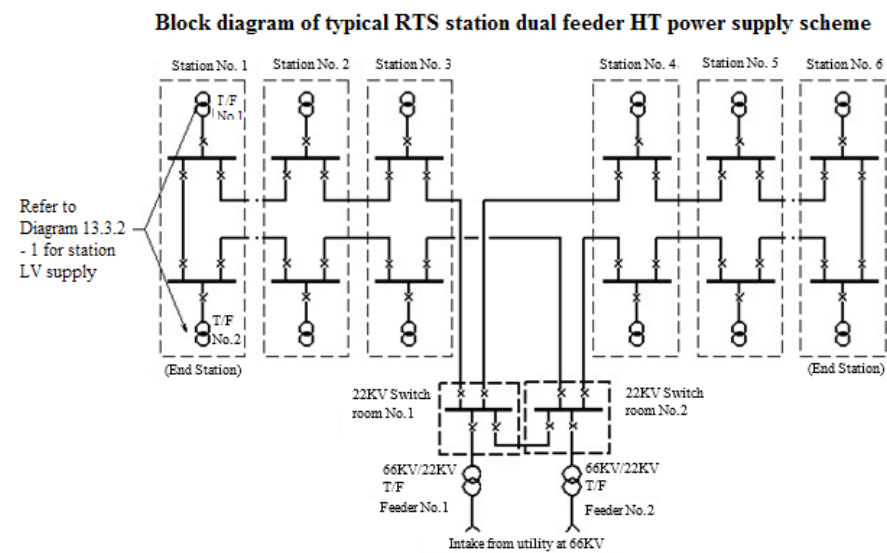 Block diagram of typical RTS station dual feeder HT power supply scheme
Station No. 1
Station No. 2
Station No. 3
Station No. 4
Station No. 5
Station No. 6
T/F
No.1
Refer to
Diagram 13.3.2
- 1 for station
LV supply
T/F
No.2
(End Station)
(End Station)
22KV Switch
room No.1
22KV Switch
room No.2
66KV/22KV
T/F
Feeder No.1
66KV/22KV
T/F
Feeder No.2
Intake from utility at 66KV